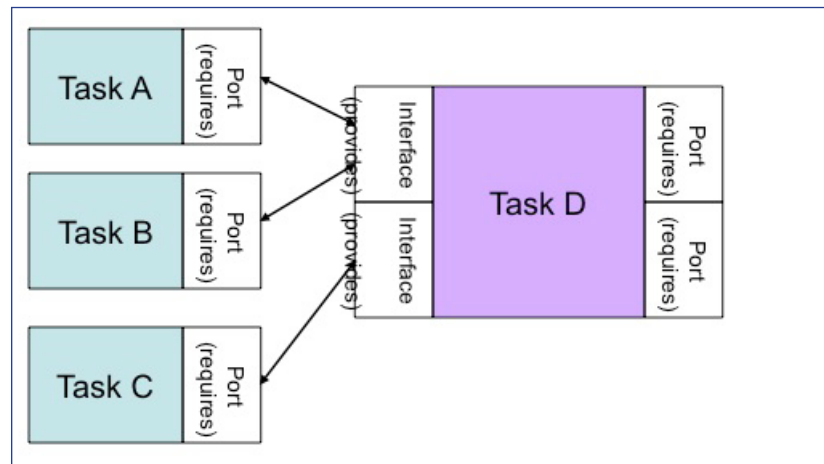 Task A
Port
(requires)
Task B
Port
(requires)
Task C
Port
(requires)
Interface
(provides)
Interface
(provides)
Task D
Port
(requires)
Port
(requires)